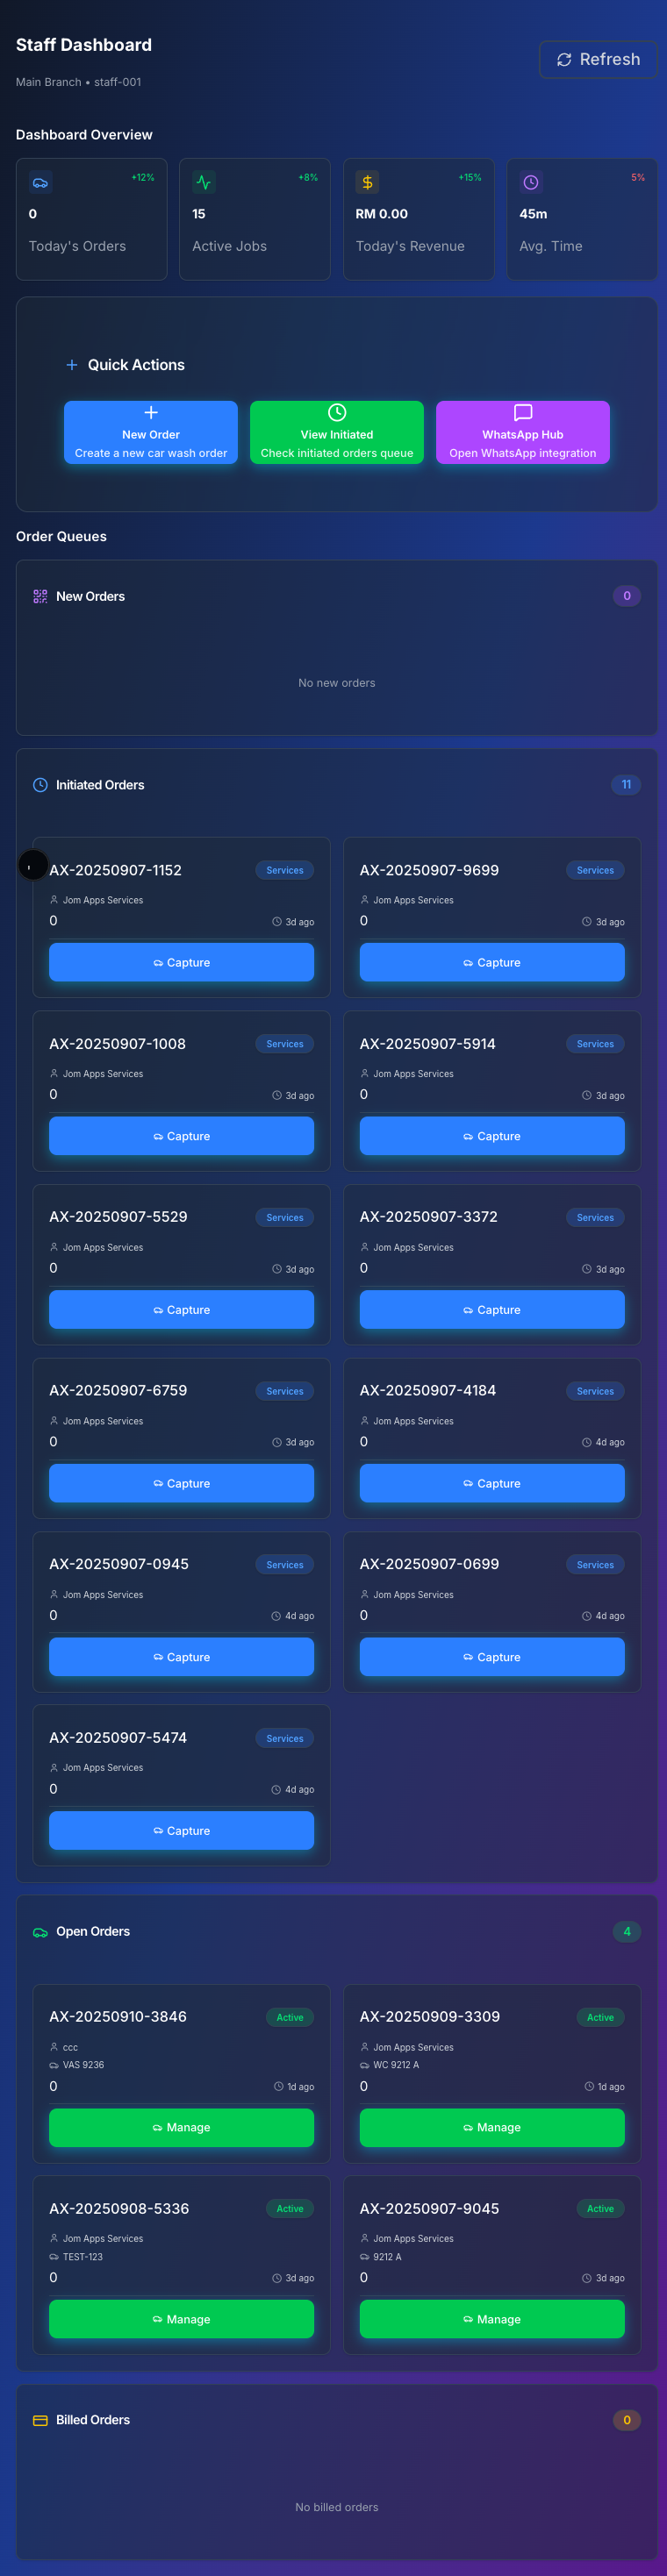 Staff Dashboard
Refresh
Main Branch • staff-001
Dashboard Overview
+12%
0
Today's Orders
+8%
15
Active Jobs
+15%
RM 0.00
Today's Revenue
5%
45m
Avg. Time
Quick Actions
New Order
Create a new car wash order
View Initiated
Check initiated orders queue
WhatsApp Hub
Open WhatsApp integration
Order Queues
New Orders
0
No new orders
Initiated Orders
11
AX-20250907-1152
Services
Jom Apps Services
0
3d ago
Capture
AX-20250907-9699
Services
Jom Apps Services
0
3d ago
Capture
AX-20250907-1008
Services
Jom Apps Services
0
3d ago
Capture
AX-20250907-5914
Services
Jom Apps Services
0
3d ago
Capture
AX-20250907-5529
Services
Jom Apps Services
0
3d ago
Capture
AX-20250907-3372
Services
Jom Apps Services
0
3d ago
Capture
AX-20250907-6759
Services
Jom Apps Services
0
3d ago
Capture
AX-20250907-4184
Services
Jom Apps Services
0
4d ago
Capture
AX-20250907-0945
Services
Jom Apps Services
0
4d ago
Capture
AX-20250907-0699
Services
Jom Apps Services
0
4d ago
Capture
AX-20250907-5474
Services
Jom Apps Services
0
4d ago
Capture
Open Orders
4
AX-20250910-3846
Active
ccc
VAS 9236
0
1d ago
Manage
AX-20250909-3309
Active
Jom Apps Services
WC 9212 A
0
1d ago
Manage
AX-20250908-5336
Active
Jom Apps Services
TEST-123
0
3d ago
Manage
AX-20250907-9045
Active
Jom Apps Services
9212 A
0
3d ago
Manage
Billed Orders
0
No billed orders